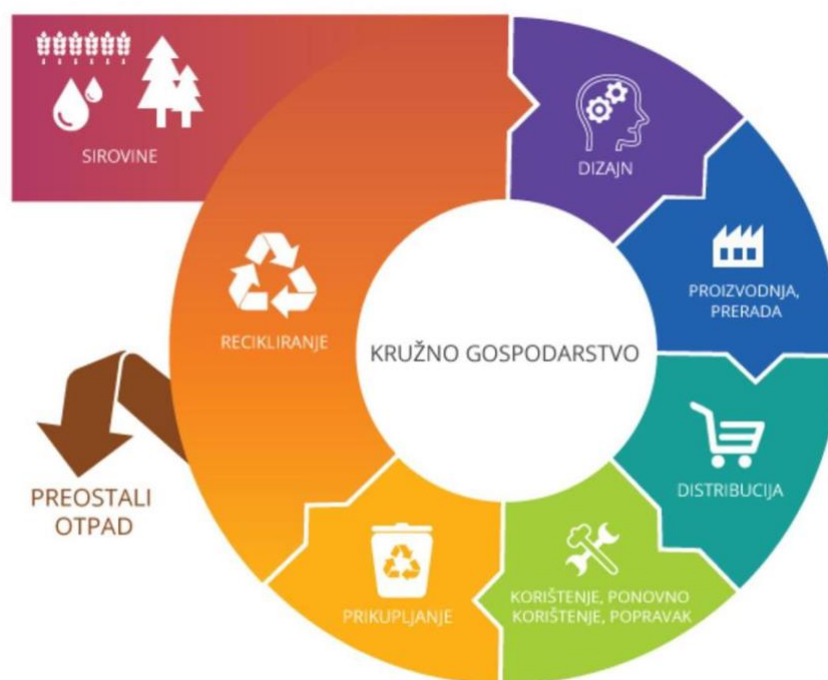 SIROVINE
DIZAJN
PROIZVODNJA,
PRERADA
DISTRIBUCIJA
KORIŠTENJE, PONOVNO
KORIŠTENJE, POPRAVAK
PRIKUPLJANJE
RECIKLIRANJE
KRUŽNO GOSPODARSTVO
PREOSTALI
OTPAD